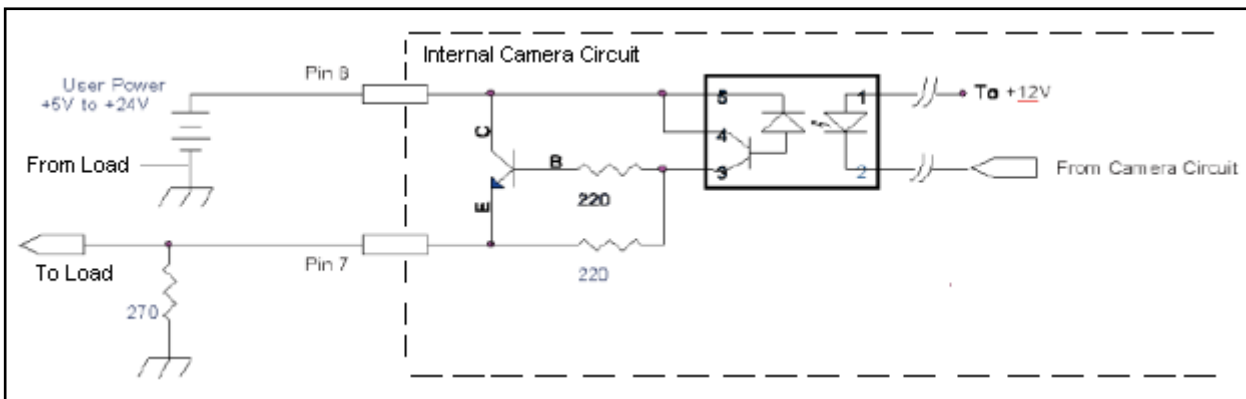 Internal Camera Circuit
User Power
+5V to +24V
Pin 8
5
1
To +12V
C
4
From Load
B
3
2
From Camera Circuit
220
E
To Load
Pin 7
220
270